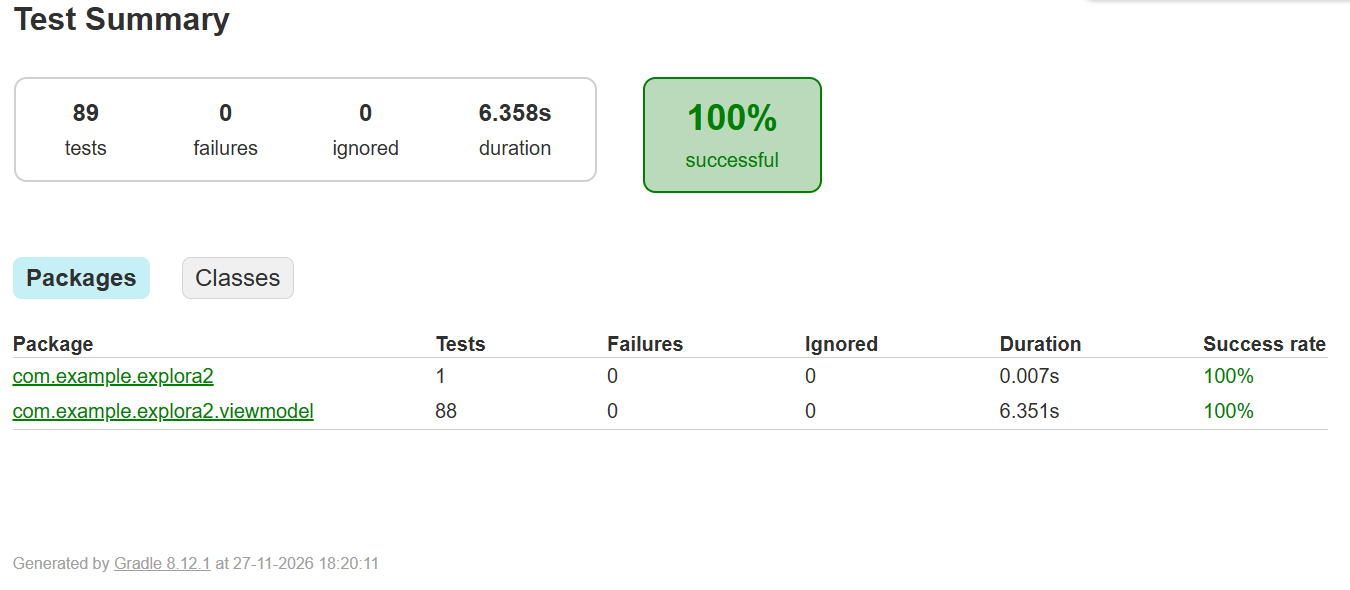 Test Summary
89 0 0 6.358s
tests failures ignored duration
100%
successful
Packages Classes
Package Tests Failures Ignored Duration Success rate
com.example.explora2 1 0 0 0.007s 100%
com.example.explora2.viewmodel 88 0 0 6.351s 100%
Generated by Gradle 8.12.1 at 27-11-2026 18:20:11